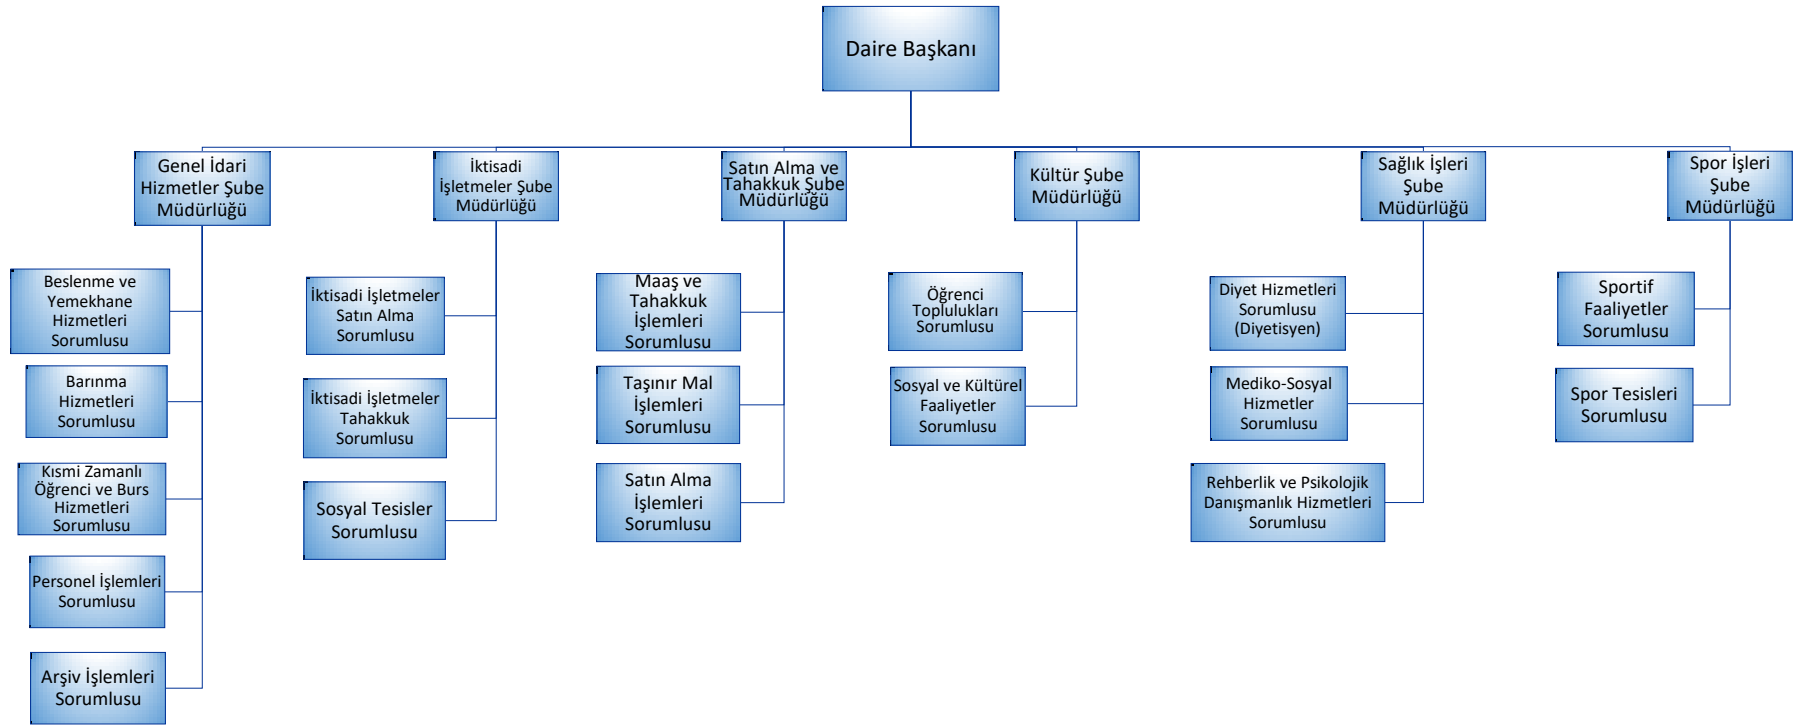 Daire Başkanı
Genel İdari
Hizmetler Şube
Müdürlüğü
İktisadi
İşletmeler Şube
Müdürlüğü
Satın Alma ve
Tahakkuk Şube
Müdürlüğü
Kültür Şube
Müdürlüğü
Sağlık İşleri
Şube
Müdürlüğü
Spor İşleri
Şube
Müdürlüğü
Beslenme ve
Yemekhane
Hizmetleri
Sorumlusu
Barınma
Hizmetleri
Sorumlusu
Kısmi Zamanlı
Öğrenci ve Burs
Hizmetleri
Sorumlusu
Personel İşlemleri
Sorumlusu
Arşiv İşlemleri
Sorumlusu
İktisadi İşletmeler
Satın Alma
Sorumlusu
İktisadi İşletmeler
Tahakkuk
Sorumlusu
Sosyal Tesisler
Sorumlusu
Maaş ve
Tahakkuk
İşlemleri
Sorumlusu
Taşınır Mal
İşlemleri
Sorumlusu
Satın Alma
İşlemleri
Sorumlusu
Öğrenci
Toplulukları
Sorumlusu
Sosyal ve Kültürel
Faaliyetler
Sorumlusu
Diyet Hizmetleri
Sorumlusu
(Diyetisyen)
Mediko-Sosyal
Hizmetler
Sorumlusu
Rehberlik ve Psikolojik
Danışmanlık Hizmetleri
Sorumlusu
Sportif
Faaliyetler
Sorumlusu
Spor Tesisleri
Sorumlusu